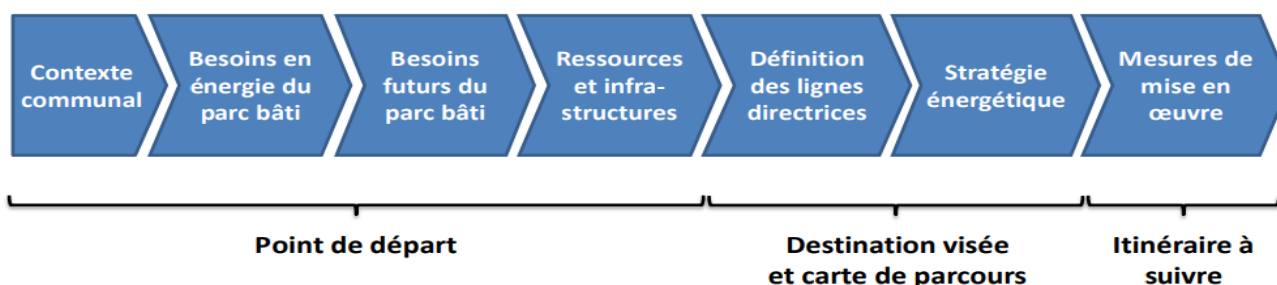 Contexte
communal
Besoins en
énergie du
parc bâti
Besoins
futurs du
parc bâti
Ressources
et infra-
structures
Définition
des lignes
directrices
Stratégie
énergétique
Mesures de
mise en
œuvre
Point de départ
Destination visée
et carte de parcours
Itinéraire à
suivre